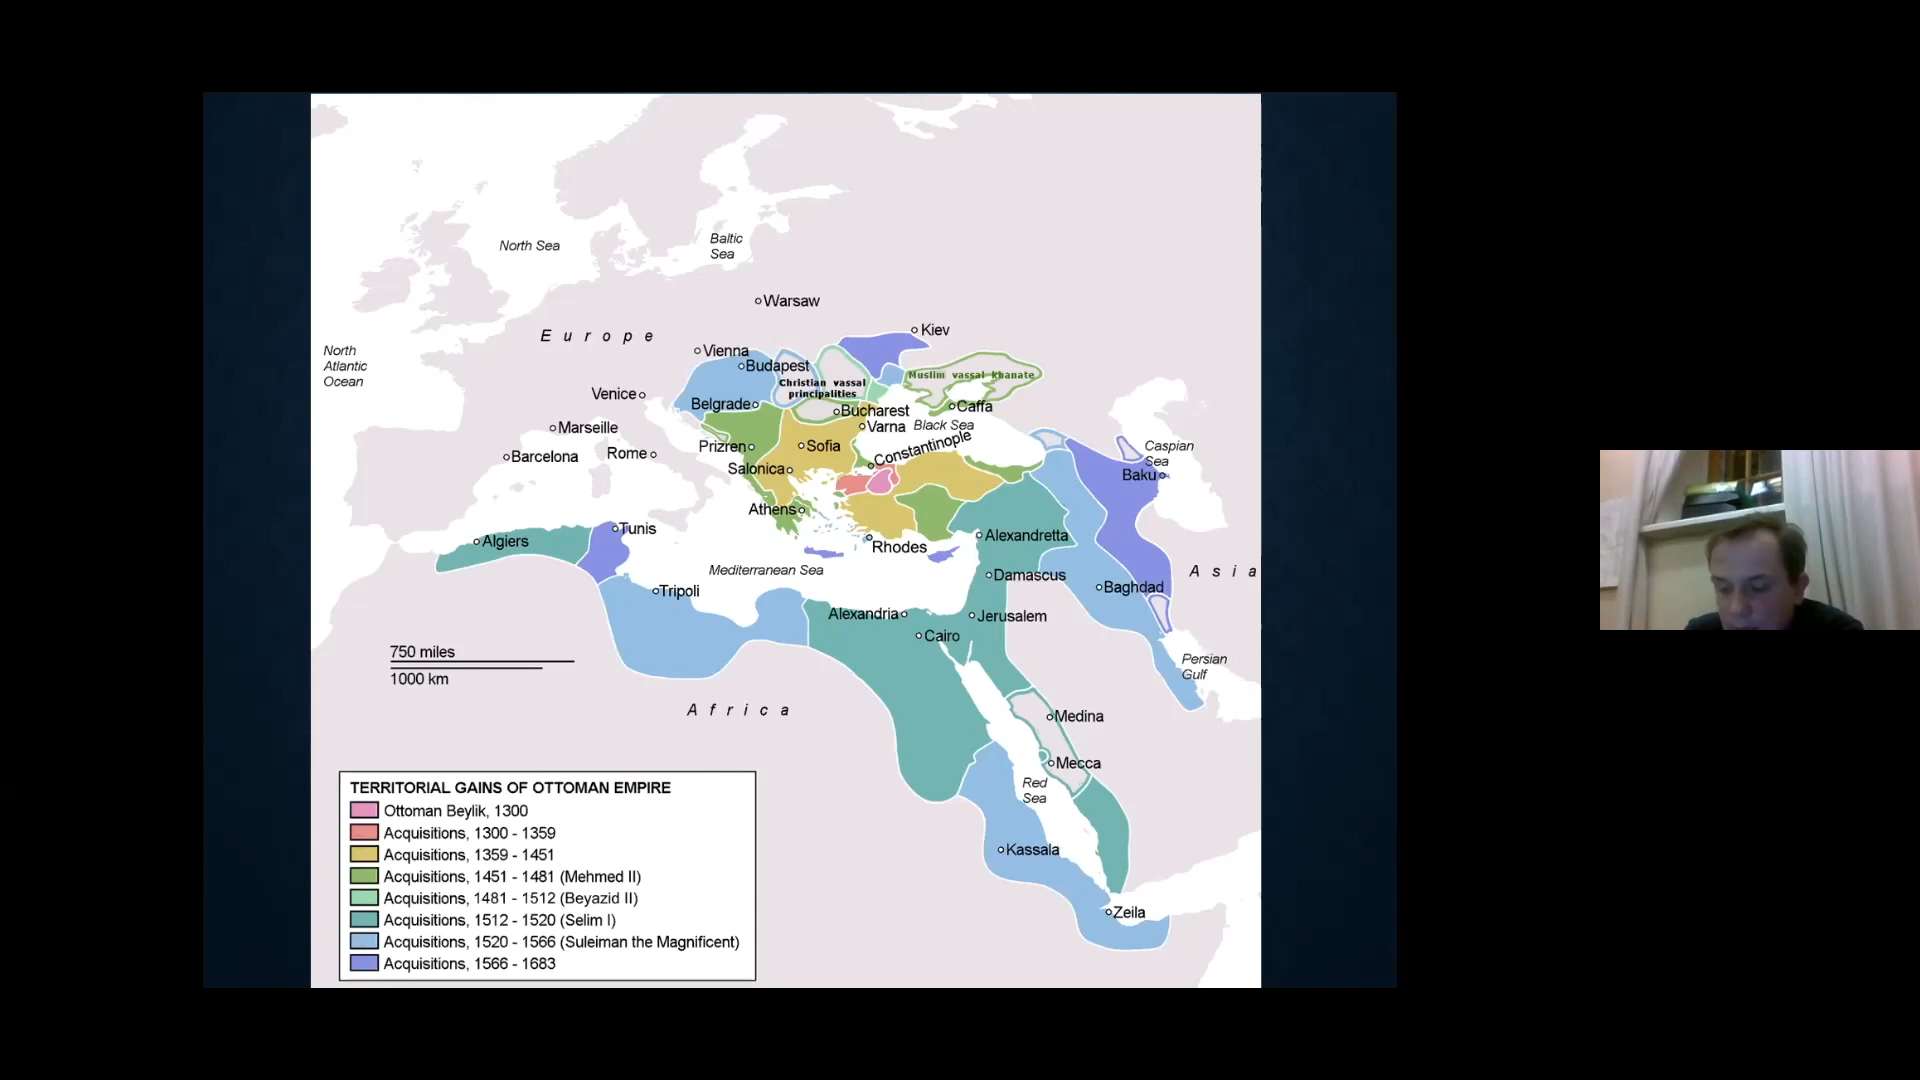 North Sea
Baltic
Sea
Warsaw
Europe
Kiev
North
Atlantic
Ocean
Vienna
Budapest
Muslim vassal khanate
Christian vassal
principalities
Venice
Belgrade
Bucharest
Caffa
Marseille
Varna
Black Sea
Prizren
Sofia
Constantinople
Caspian
Sea
Barcelona
Rome
Salonica
Baku
Athens
Tunis
Algiers
Rhodes
Alexandretta
Mediterranean Sea
Damascus
Asia
Tripoli
Baghdad
Alexandria
Jerusalem
Cairo
750 miles
1000 km
Persian
Gulf
Africa
Medina
Mecca
Red
Sea
Kassala
Zeila
TERRITORIAL GAINS OF OTTOMAN EMPIRE
Ottoman Beylik, 1300
Acquisitions, 1300 - 1359
Acquisitions, 1359 - 1451
Acquisitions, 1451 - 1481 (Mehmed II)
Acquisitions, 1481 - 1512 (Beyazid II)
Acquisitions, 1512 - 1520 (Selim I)
Acquisitions, 1520 - 1566 (Suleiman the Magnificent)
Acquisitions, 1566 - 1683